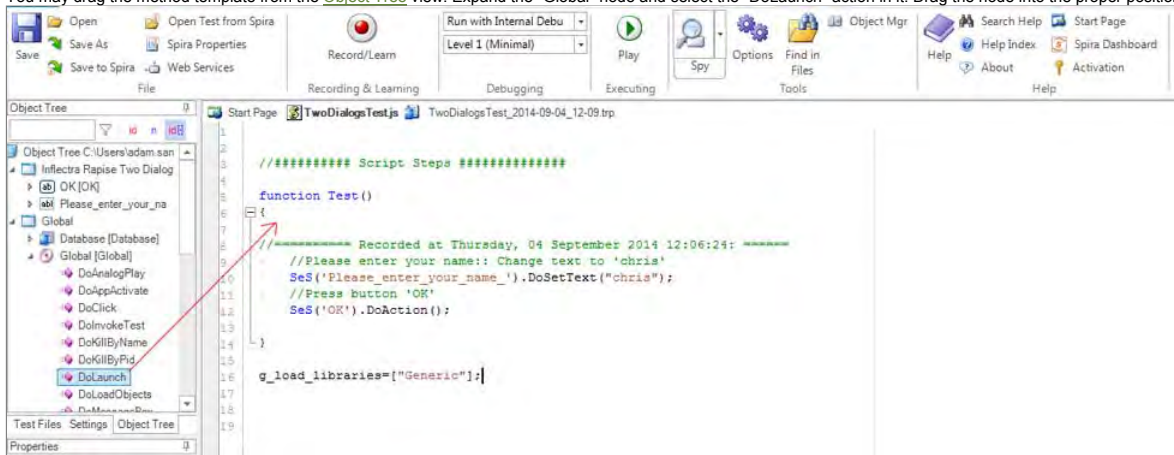 You may drag the method template from the Object Tree view. Expand the "Global" node and select the "DoLaunch" action in it. Drag the node into the proper position
Open
Open Test from Spira
Save As
Spira Properties
Save
Save to Spira
Web Services
File
Record/Learn
Recording & Learning
Run with Internal Debu
Level 1 (Minimal)
Debugging
Play
Executing
Spy
Options
Find in
Files
Object Mgr
Tools
Help
Search Help
Start Page
Help Index
Spira Dashboard
About
Activation
Help
Object Tree
id n id
Object Tree C:\Users\adam.san
Inflectra Rapise Two Dialog
ab OK [OK]
abl Please_enter_your_na
Global
Database [Database]
Global [Global]
DoAnalogPlay
DoAppActivate
DoClick
DoInvokeTest
DoKillByName
DoKillByPid
DoLaunch
DoLoadObjects
DoMessageBox
Test Files Settings Object Tree
Properties
Start Page TwoDialogsTest.js TwoDialogsTest_2014-09-04_12-09.trp
1
2
3 //########## Script Steps ##############
4
5 function Test()
6 {
7
8 //========== Recorded at Thursday, 04 September 2014 12:06:24: ======
9 //Please enter your name:: Change text to 'chris'
10 SeS('Please_enter_your_name_').DoSetText("chris");
11 //Press button 'OK'
12 SeS('OK').DoAction();
13
14 }
15
16 g_load_libraries=["Generic"];
17
18
19